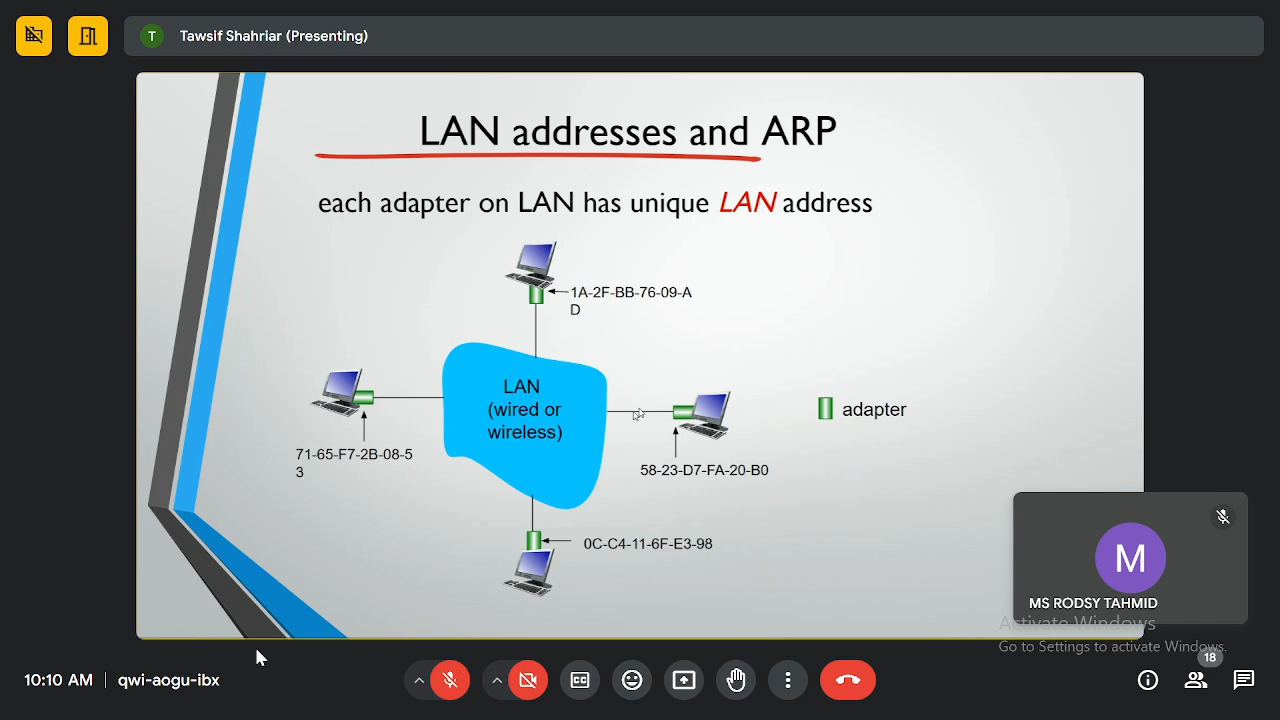 T Tawsif Shahriar (Presenting)
LAN addresses and ARP
each adapter on LAN has unique LAN address
1A-2F-BB-76-09-A
D
LAN
(wired or
wireless)
adapter
71-65-F7-2B-08-5
3
58-23-D7-FA-20-B0
0C-C4-11-6F-E3-98
M
MS RODSY TAHMID
Activate Windows
Go to Settings to activate Windows.
10:10 AM | qwi-aogu-ibx
CC
18